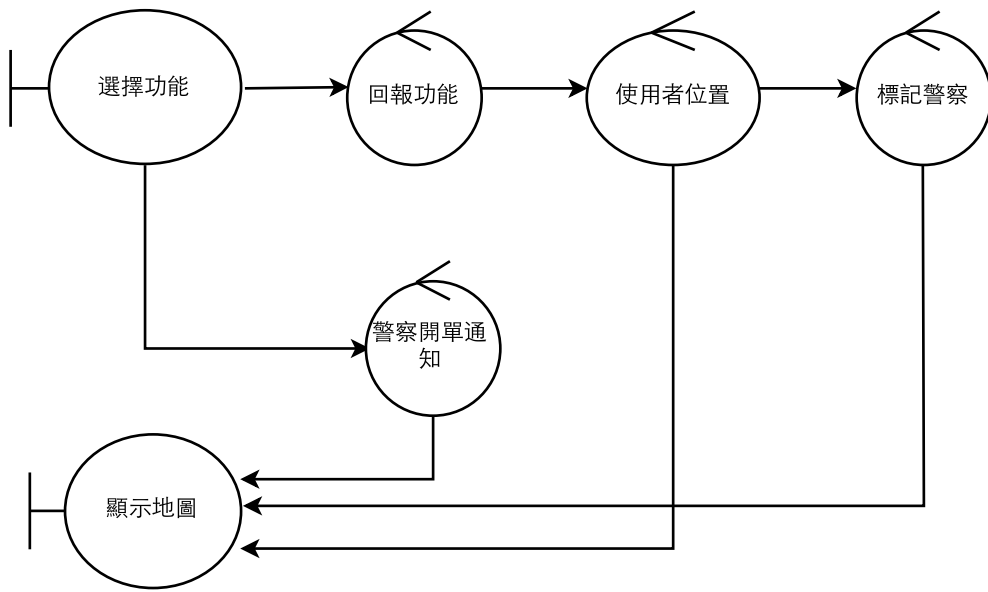 選擇功能
回報功能
使用者位置
標記警察
警察開單通
知
顯示地圖